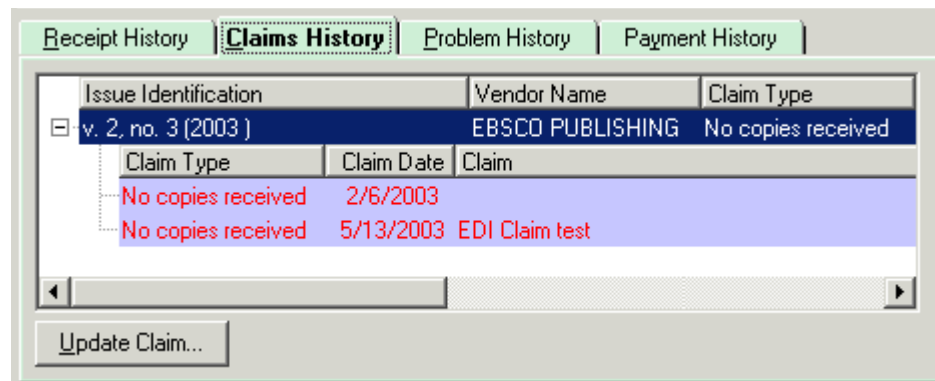 Receipt History Claims History Problem History Payment History
Issue Identification Vendor Name Claim Type
v. 2, no. 3 (2003 ) EBSCO PUBLISHING No copies received
Claim Type Claim Date Claim
No copies received 2/6/2003
No copies received 5/13/2003 EDI Claim test
Update Claim...